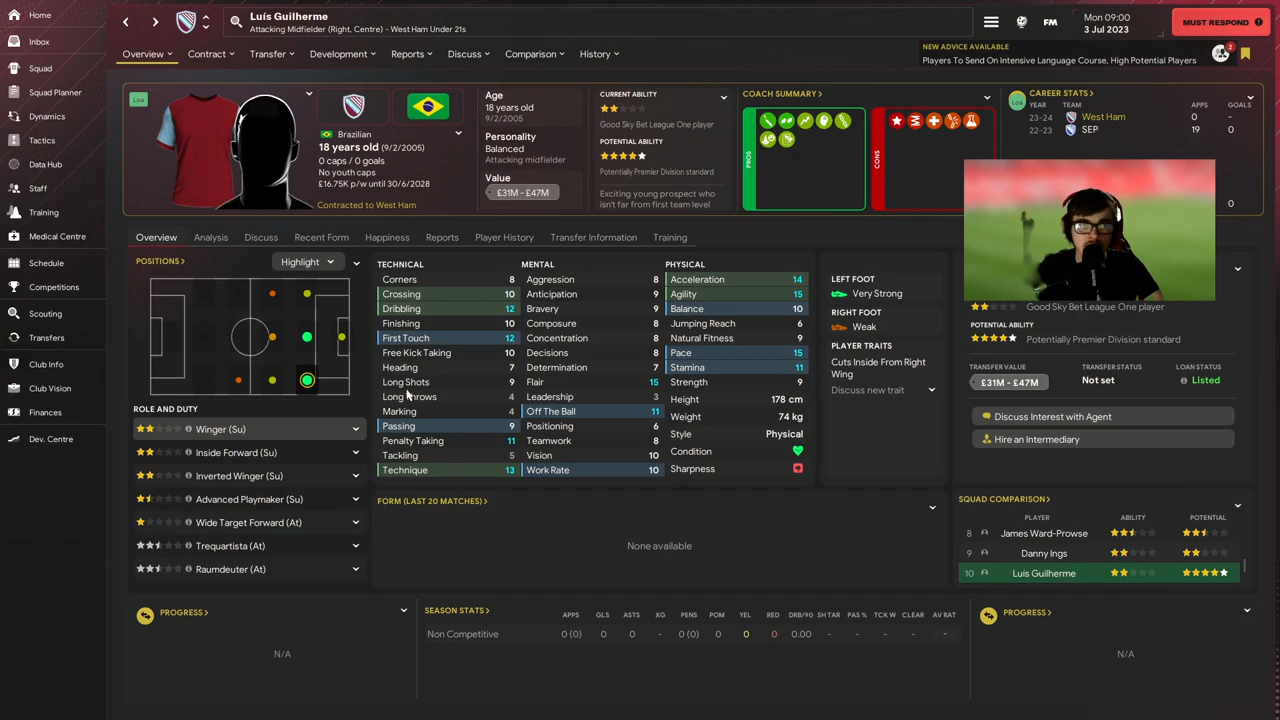 Home
Inbox
Squad
Squad Planner
Dynamics
Tactics
Data Hub
Staff
Training
Medical Centre
Schedule
Competitions
Scouting
Transfers
Club Info
Club Vision
Finances
Dev. Centre
Luís Guilherme
Attacking Midfielder (Right, Centre) - West Ham Under 21s
FM
Mon 09:00
3 Jul 2023
MUST RESPOND
Overview
Contract
Transfer
Development
Reports
Discuss
Comparison
History
NEW ADVICE AVAILABLE
Players To Send On Intensive Language Course, High Potential Players
2
Loa
Brazilian
18 years old (9/2/2005)
0 caps / 0 goals
No youth caps
£16.75K p/w until 30/6/2028
Contracted to West Ham
Age
18 years old
9/2/2005
Personality
Balanced
Attacking midfielder
Value
£31M - £47M
CURRENT ABILITY
Good Sky Bet League One player
POTENTIAL ABILITY
Potentially Premier Division standard
Exciting young prospect who
isn't far from first team level
COACH SUMMARY >
PROS
CONS
Loa
CAREER STATS >
YEAR TEAM APPS GOALS
23-24 West Ham 0 -
22-23 SEP 19 0
0
Overview Analysis Discuss Recent Form Happiness Reports Player History Transfer Information Training
POSITIONS >
Highlight
ROLE AND DUTY
Winger (Su)
Inside Forward (Su)
Inverted Winger (Su)
Advanced Playmaker (Su)
Wide Target Forward (At)
Trequartista (At)
Raumdeuter (At)
TECHNICAL
Corners 8
Crossing 10
Dribbling 12
Finishing 10
First Touch 12
Free Kick Taking 10
Heading 7
Long Shots 9
Long Throws 4
Marking 4
Passing 9
Penalty Taking 11
Tackling 5
Technique 13
MENTAL
Aggression 8
Anticipation 9
Bravery 9
Composure 8
Concentration 8
Decisions 8
Determination 7
Flair 15
Leadership 3
Off The Ball 11
Positioning 6
Teamwork 8
Vision 10
Work Rate 10
PHYSICAL
Acceleration 14
Agility 15
Balance 10
Jumping Reach 6
Natural Fitness 9
Pace 15
Stamina 11
Strength 9
Height 178 cm
Weight 74 kg
Style Physical
Condition
Sharpness
LEFT FOOT
Very Strong
RIGHT FOOT
Weak
PLAYER TRAITS
Cuts Inside From Right
Wing
Discuss new trait
Good Sky Bet League One player
POTENTIAL ABILITY
Potentially Premier Division standard
TRANSFER VALUE TRANSFER STATUS LOAN STATUS
£31M - £47M Not set Listed
Discuss Interest with Agent
Hire an Intermediary
FORM (LAST 20 MATCHES) >
None available
SQUAD COMPARISON >
PLAYER ABILITY POTENTIAL
8 James Ward-Prowse
9 Danny Ings
10 Luís Guilherme
PROGRESS >
N/A
SEASON STATS >
APPS GLS ASTS XG PENS POM YEL RED DRB/90 SH TAR PAS % TCK W CLEAR AV RAT
Non Competitive 0 (0) 0 0 - 0 (0) 0 0 0 0.00 - - - - -
PROGRESS >
N/A